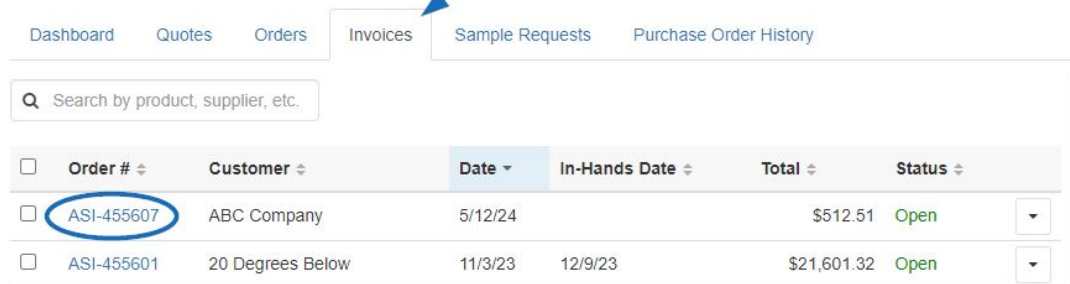 Dashboard Quotes Orders Invoices Sample Requests Purchase Order History
Search by product, supplier, etc.
Order # Customer Date In-Hands Date Total Status
ASI-455607 ABC Company 5/12/24 $512.51 Open
ASI-455601 20 Degrees Below 11/3/23 12/9/23 $21,601.32 Open